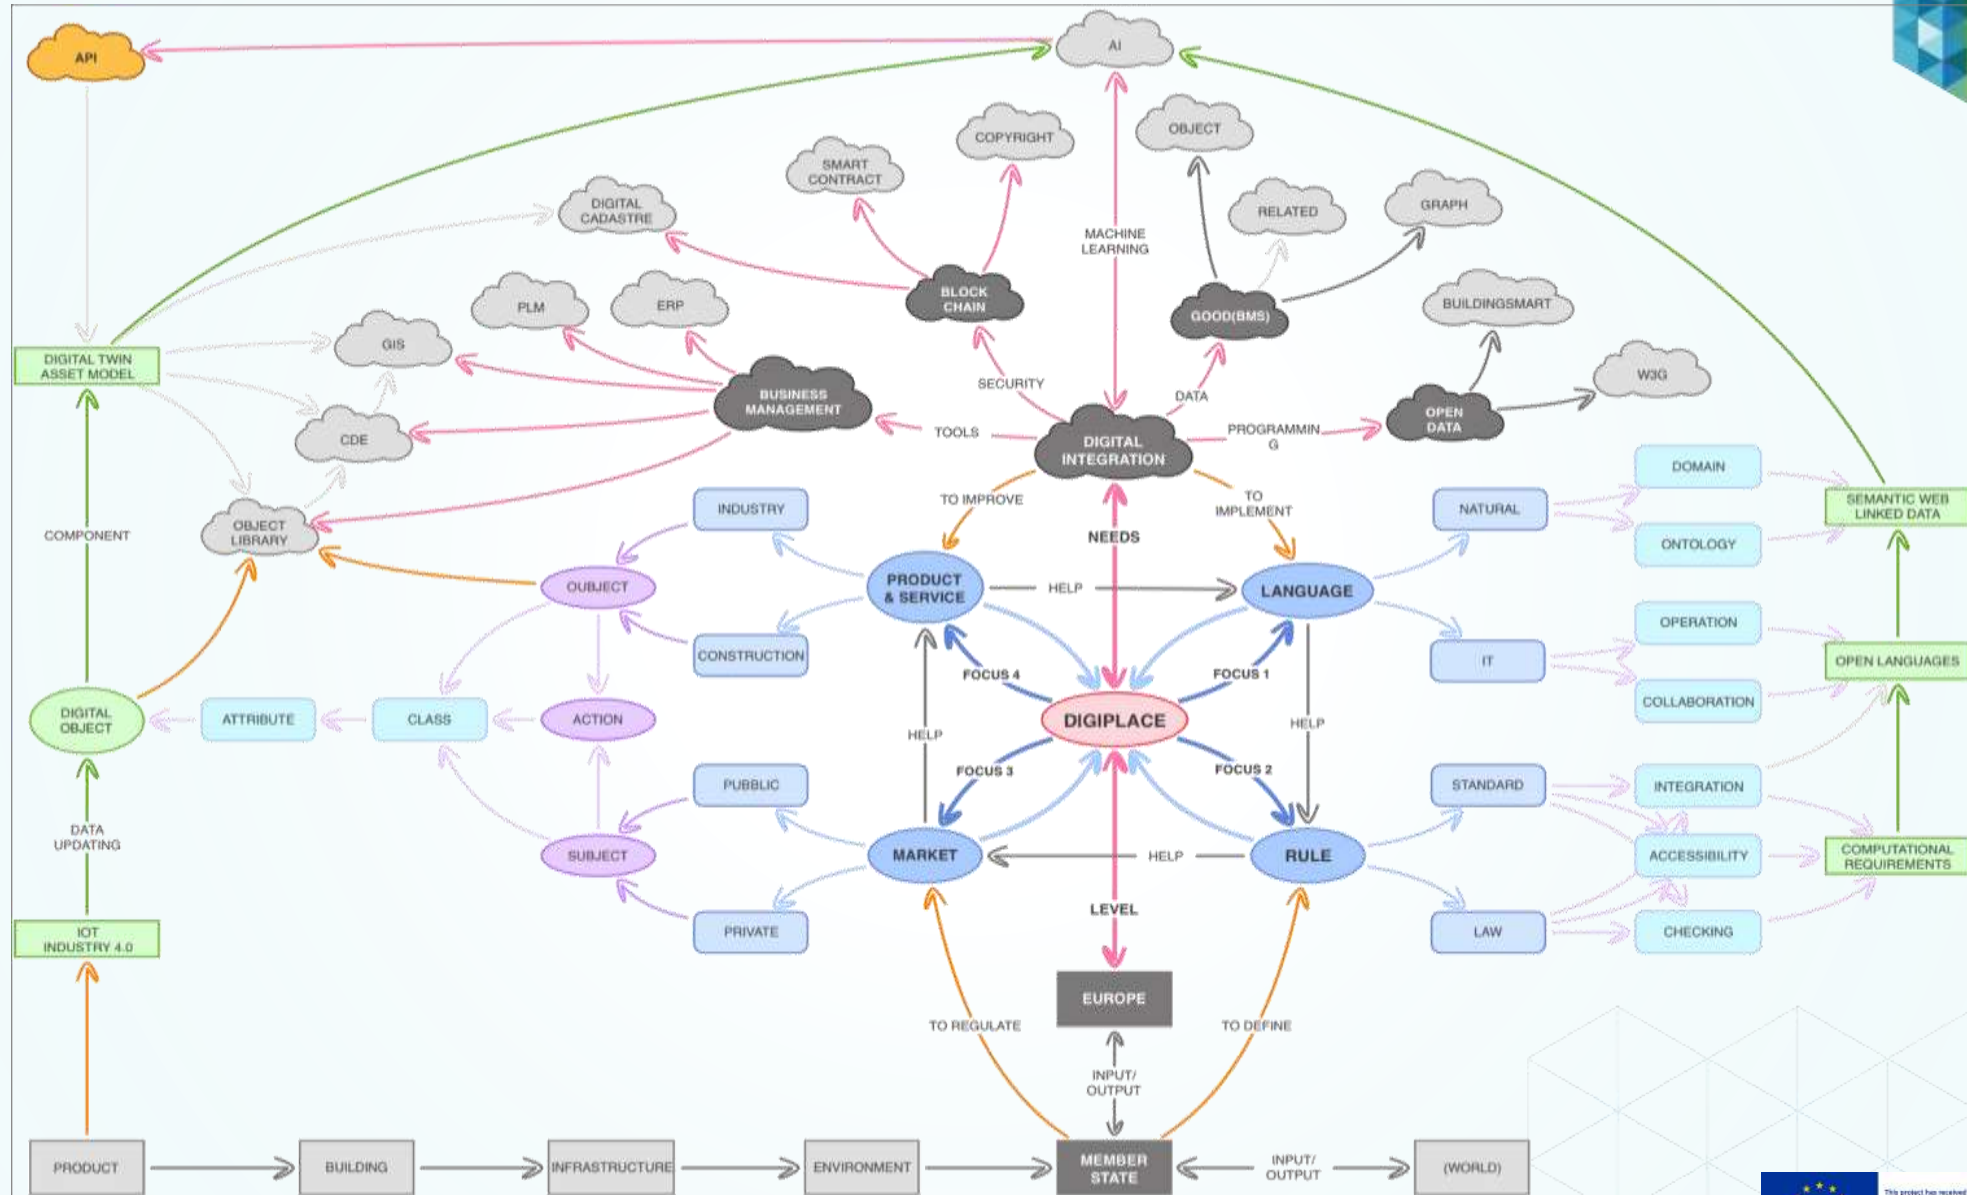 API
AI
COPYRIGHT
OBJECT
SMART
CONTRACT
DIGITAL
CADASTRE
RELATED
GRAPH
MACHINE
LEARNING
PLM
ERP
BLOCK
CHAIN
GOOD(BMS)
BUILDINGSMART
GIS
DIGITAL TWIN
ASSET MODEL
W3G
SECURITY
DATA
BUSINESS
MANAGEMENT
OPEN
DATA
CDE
TOOLS
DIGITAL
INTEGRATION
PROGRAMMIN
G
DOMAIN
INDUSTRY
TO IMPROVE
TO
IMPLEMENT
NATURAL
SEMANTIC WEB
LINKED DATA
COMPONENT
OBJECT
LIBRARY
NEEDS
ONTOLOGY
OUBJECT
PRODUCT
& SERVICE
HELP
LANGUAGE
OPERATION
CONSTRUCTION
IT
OPEN LANGUAGES
FOCUS 4
FOCUS 1
COLLABORATION
DIGITAL
OBJECT
ATTRIBUTE
CLASS
ACTION
DIGIPLACE
HELP
HELP
FOCUS 3
FOCUS 2
PUBBLIC
STANDARD
INTEGRATION
DATA
UPDATING
SUBJECT
MARKET
HELP
RULE
ACCESSIBILITY
COMPUTATIONAL
REQUIREMENTS
LEVEL
PRIVATE
LAW
CHECKING
IOT
INDUSTRY 4.0
EUROPE
TO REGULATE
TO DEFINE
INPUT/
OUTPUT
PRODUCT
BUILDING
INFRASTRUCTURE
ENVIRONMENT
MEMBER
STATE
INPUT/
OUTPUT
(WORLD)
This project has received